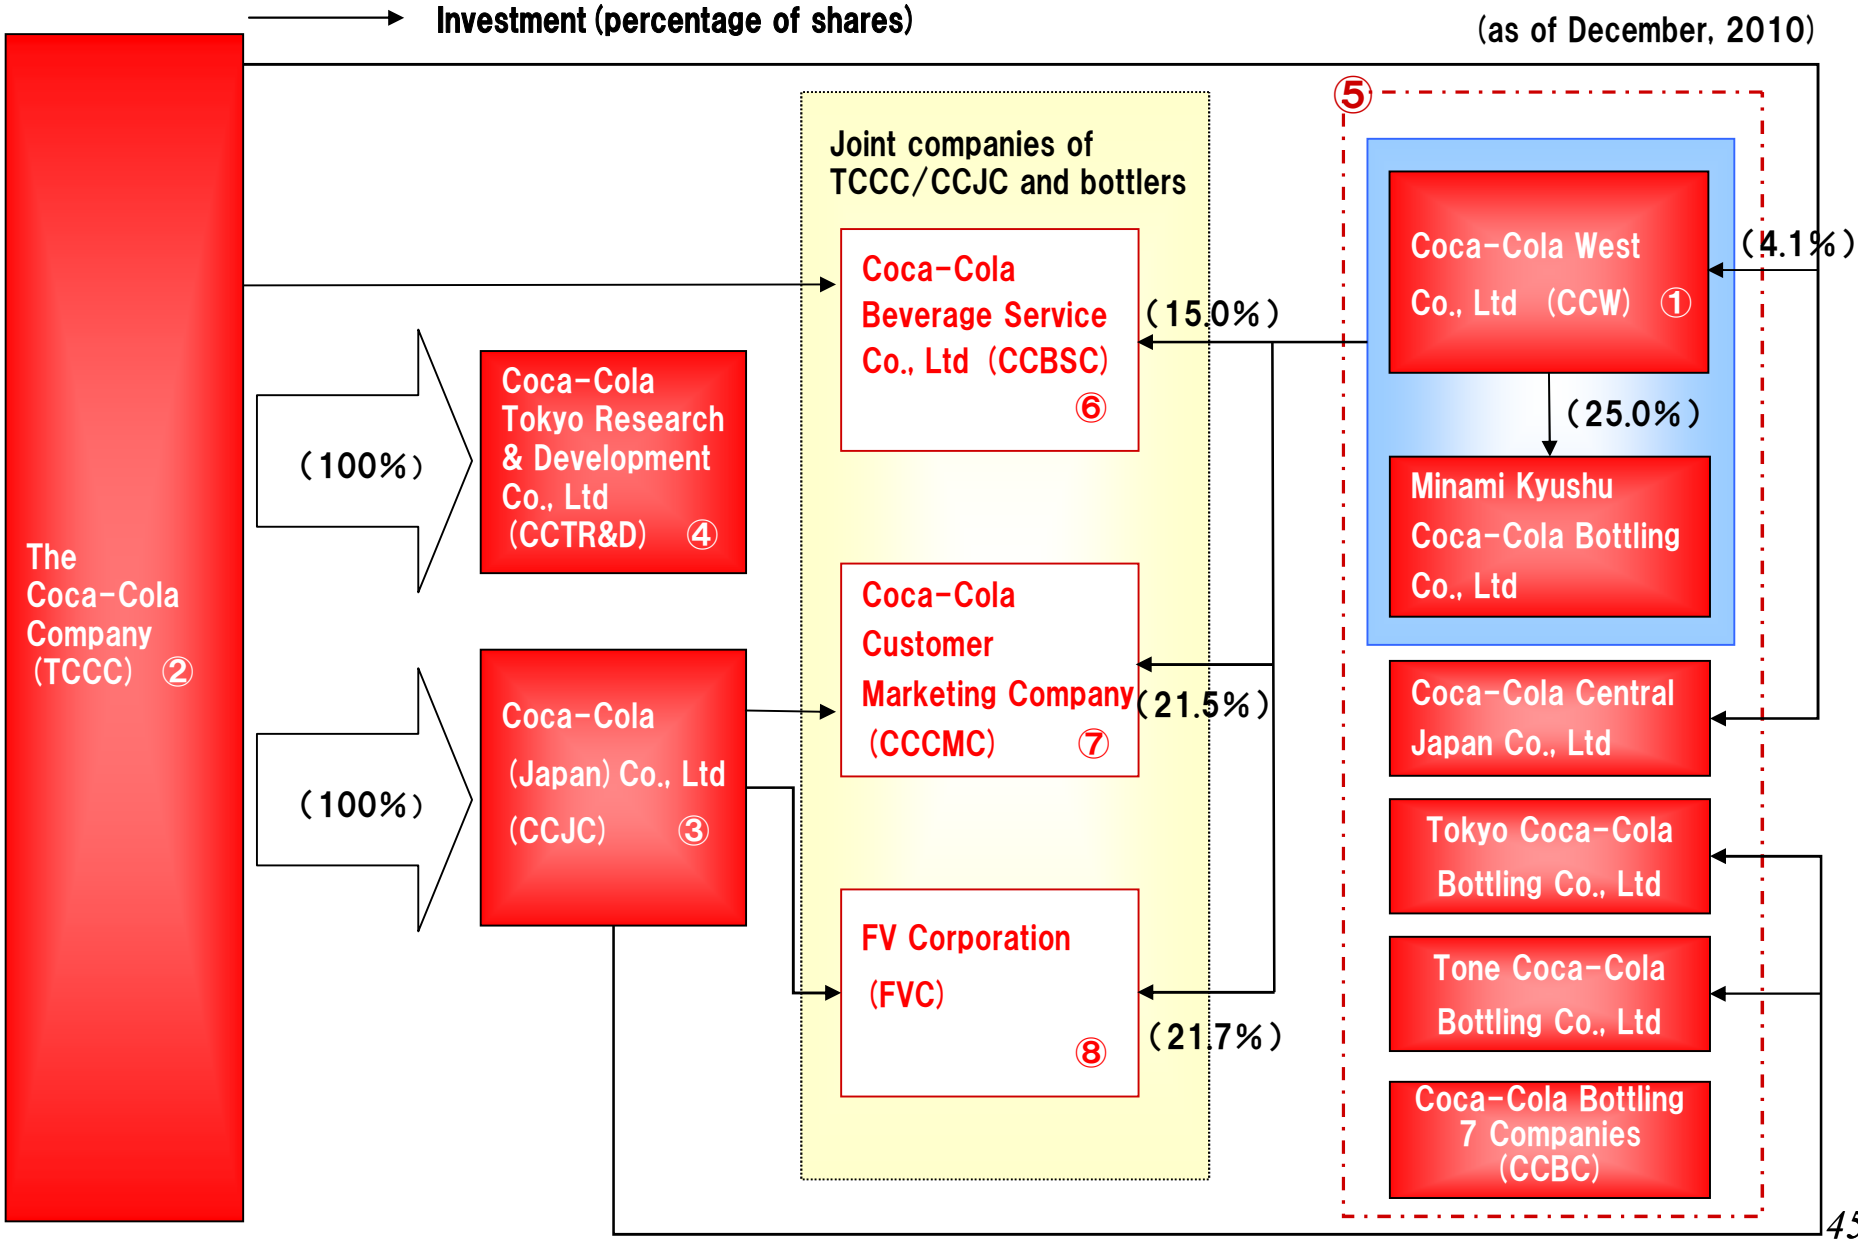 Investment (percentage of shares)
(as of December, 2010)
The
Coca-Cola
Company
(TCCC) ②
(100%)
Coca-Cola
Tokyo Research
& Development
Co., Ltd
(CCTR&D) ④
(100%)
Coca-Cola
(Japan) Co., Ltd
(CCJC) ③
Joint companies of
TCCC/CCJC and bottlers
Coca-Cola
Beverage Service
Co., Ltd (CCBSC)
⑥
(15.0%)
Coca-Cola
Customer
Marketing Company
(CCCMC) ⑦
(21.5%)
FV Corporation
(FVC)
⑧
(21.7%)
⑤
Coca-Cola West
Co., Ltd (CCW) ①
(4.1%)
(25.0%)
Minami Kyushu
Coca-Cola Bottling
Co., Ltd
Coca-Cola Central
Japan Co., Ltd
Tokyo Coca-Cola
Bottling Co., Ltd
Tone Coca-Cola
Bottling Co., Ltd
Coca-Cola Bottling
7 Companies
(CCBC)
45